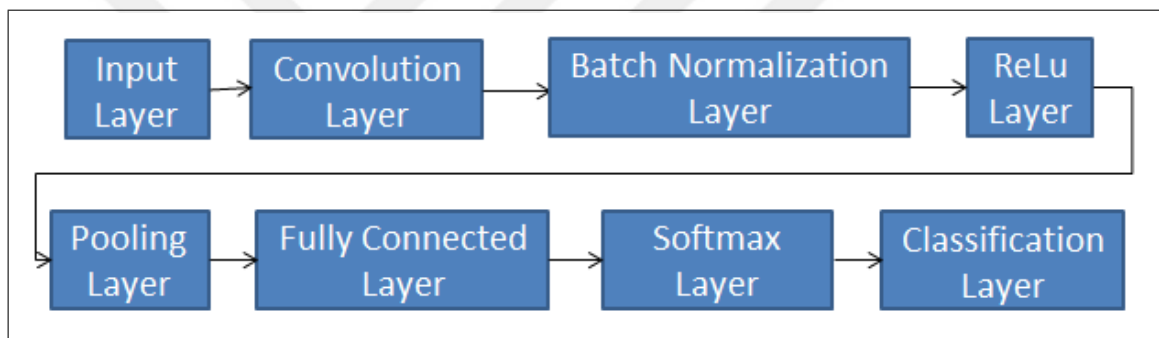 Input
Layer
Convolution
Layer
Batch Normalization
Layer
ReLu
Layer
Pooling
Layer
Fully Connected
Layer
Softmax
Layer
Classification
Layer